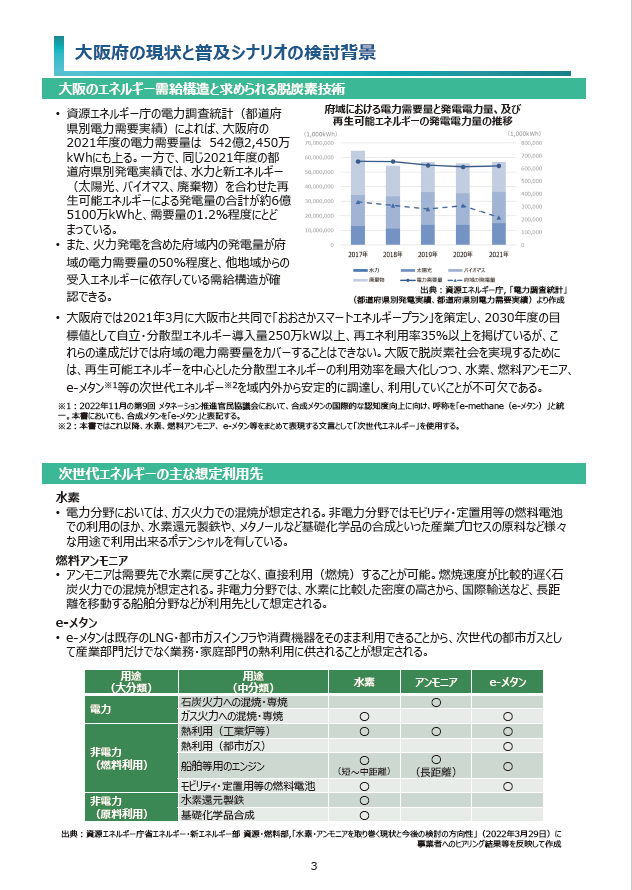 大阪府の現状と普及シナリオの検討背景
大阪のエネルギー需給構造と求められる脱炭素技術
• 資源エネルギー庁の電力調査統計（都道府
県別電力需要実績）によれば、大阪府の
2021年度の電力需要量は 542億2,450万
kWhにも上る。一方で、同じ2021年度の都
道府県別発電実績では、水力と新エネルギー
（太陽光、バイオマス、廃棄物）を合わせた再
生可能エネルギーによる発電量の合計が約6億
5100万kWhと、需要量の1.2%程度にとど
まっている。
• また、火力発電を含めた府域内の発電量が府
域の電力需要量の50%程度と、他地域からの
受入エネルギーに依存している需給構造が確
認できる。
府域における電力需要量と発電電力量、及び
再生可能エネルギーの発電電力量の推移
(1,000kWh) (1,000kWh)
70,000,000 800,000
60,000,000 700,000
50,000,000 600,000
40,000,000 500,000
30,000,000 400,000
20,000,000 300,000
10,000,000 200,000
0 100,000
0
2017年 2018年 2019年 2020年 2021年
水力 太陽光 バイオマス
廃棄物 電力需要量 府域の発電量
出典：資源エネルギー庁,「電力調査統計」
（都道府県別発電実績、都道府県別電力需要実績）より作成
• 大阪府では2021年3月に大阪市と共同で「おおさかスマートエネルギープラン」を策定し、2030年度の目
標値として自立・分散型エネルギー導入量250万kW以上、再エネ利用率35%以上を掲げているが、こ
れらの達成だけでは府域の電力需要量をカバーすることはできない。大阪で脱炭素社会を実現するために
は、再生可能エネルギーを中心とした分散型エネルギーの利用効率を最大化しつつ、水素、燃料アンモニア、
e-メタン※1等の次世代エネルギー※2を域内外から安定的に調達し、利用していくことが不可欠である。
※1：2022年11月の第9回 メタネーション推進官民協議会において、合成メタンの国際的な認知度向上に向け、呼称を「e-methane（e-メタン）」と統
一。本書においても、合成メタンを「e-メタン」と表記する。
※2：本書ではこれ以降、水素、燃料アンモニア、 e-メタン等をまとめて表現する文言として「次世代エネルギー」を使用する。
次世代エネルギーの主な想定利用先
水素
• 電力分野においては、ガス火力での混焼が想定される。非電力分野ではモビリティ・定置用等の燃料電池
での利用のほか、水素還元製鉄や、メタノールなど基礎化学品の合成といった産業プロセスの原料など様々
な用途で利用出来るポテンシャルを有している。
燃料アンモニア
• アンモニアは需要先で水素に戻すことなく、直接利用（燃焼）することが可能。燃焼速度が比較的遅く石
炭火力での混焼が想定される。非電力分野では、水素に比較した密度の高さから、国際輸送など、長距
離を移動する船舶分野などが利用先として想定される。
e-メタン
• e-メタンは既存のLNG・都市ガスインフラや消費機器をそのまま利用できることから、次世代の都市ガスとし
て産業部門だけでなく業務・家庭部門の熱利用に供されることが想定される。
用途（大分類） 用途（中分類） 水素 アンモニア e-メタン
電力 石炭火力への混焼・専焼 〇
ガス火力への混焼・専焼 〇 〇
非電力（燃料利用） 熱利用（工業炉等） 〇 〇 〇
熱利用（都市ガス） 〇
船舶等用のエンジン 〇（短～中距離） 〇（長距離） 〇
モビリティ・定置用等の燃料電池 〇 〇
非電力（原料利用） 水素還元製鉄 〇
基礎化学品合成 〇
出典：資源エネルギー庁省エネルギー・新エネルギー部 資源・燃料部,「水素・アンモニアを取り巻く現状と今後の検討の方向性」（2022年3月29日）に
事業者へのヒアリング結果等を反映して作成
3